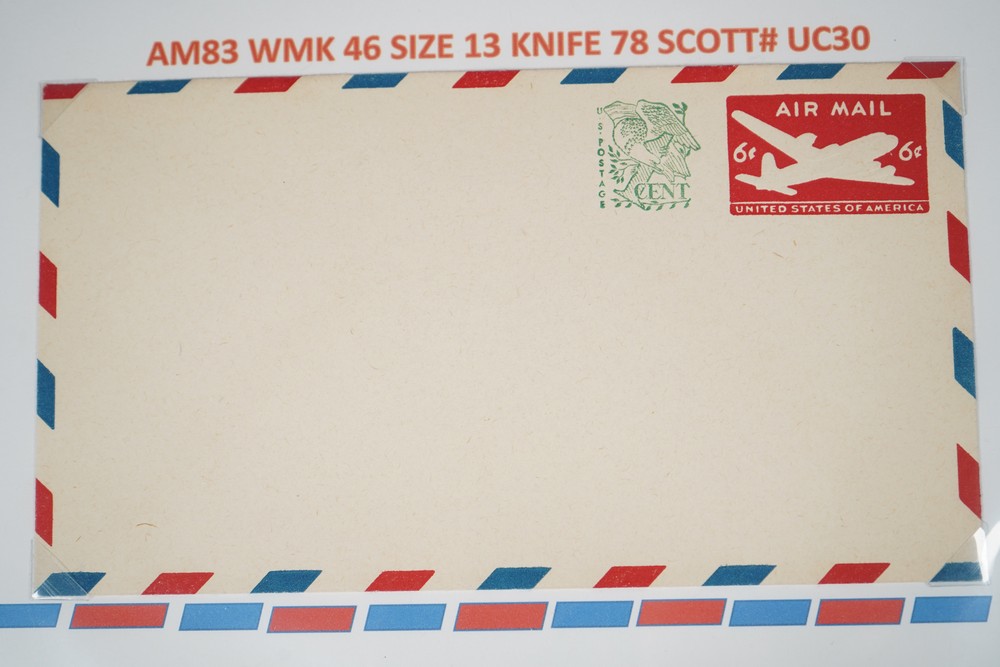 AM83 WMK 46 SIZE 13 KNIFE 78 SCOTT# UC30
U.S. POSTAGE
CENT
AIR MAIL
6¢ 6¢
UNITED STATES OF AMERICA